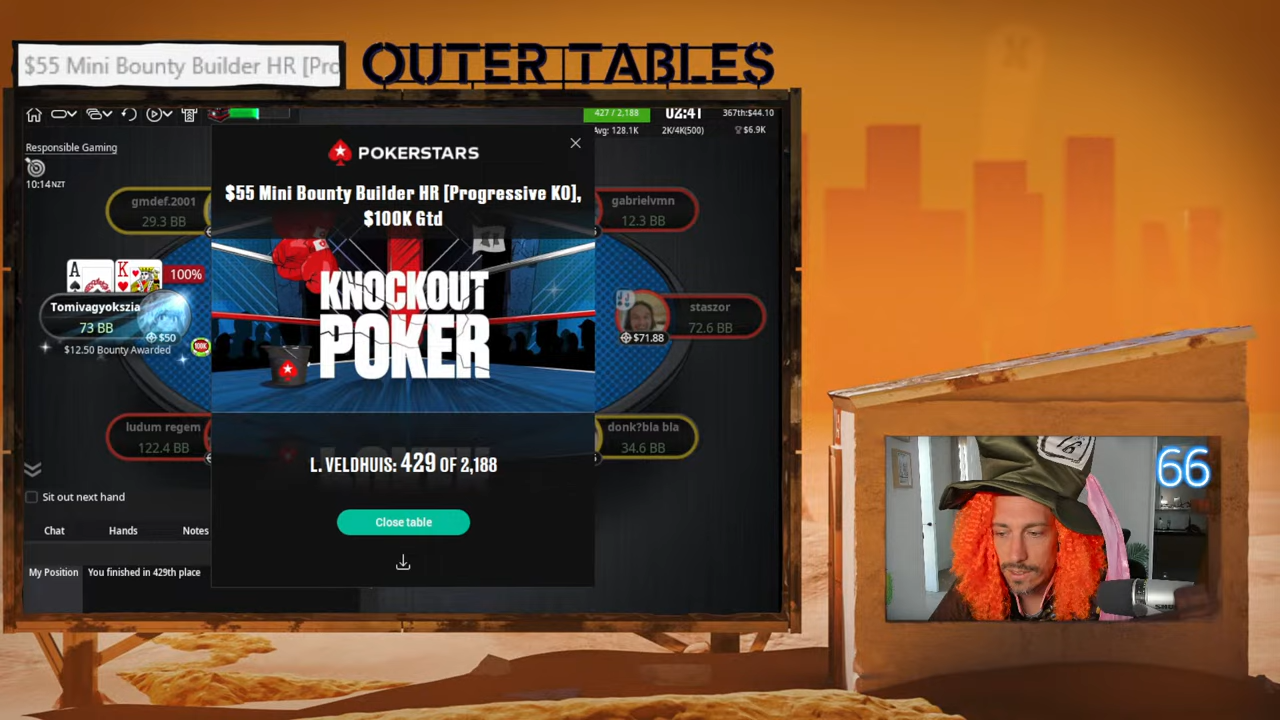 $55 Mini Bounty Builder HR [Pro
OUTER TABLES
427 / 2,188
02:41
367th:$44.10
Avg: 128.1K
2K/4K(500)
$6.9K
Responsible Gaming
10:14 NZT
POKERSTARS
$55 Mini Bounty Builder HR [Progressive KO],
$100K Gtd
KNOCKOUT
POKER
gmdef.2001
29.3 BB
gabrielvmn
12.3 BB
A K 100%
Tomivagyokszia
73 BB
$50
$12.50 Bounty Awarded
100K
staszor
72.6 BB
$71.88
ludum regem
122.4 BB
donk?bla bla
34.6 BB
L. VELDHUIS: 429 OF 2,188
Sit out next hand
Close table
Chat
Hands
Notes
My Position
You finished in 429th place
66